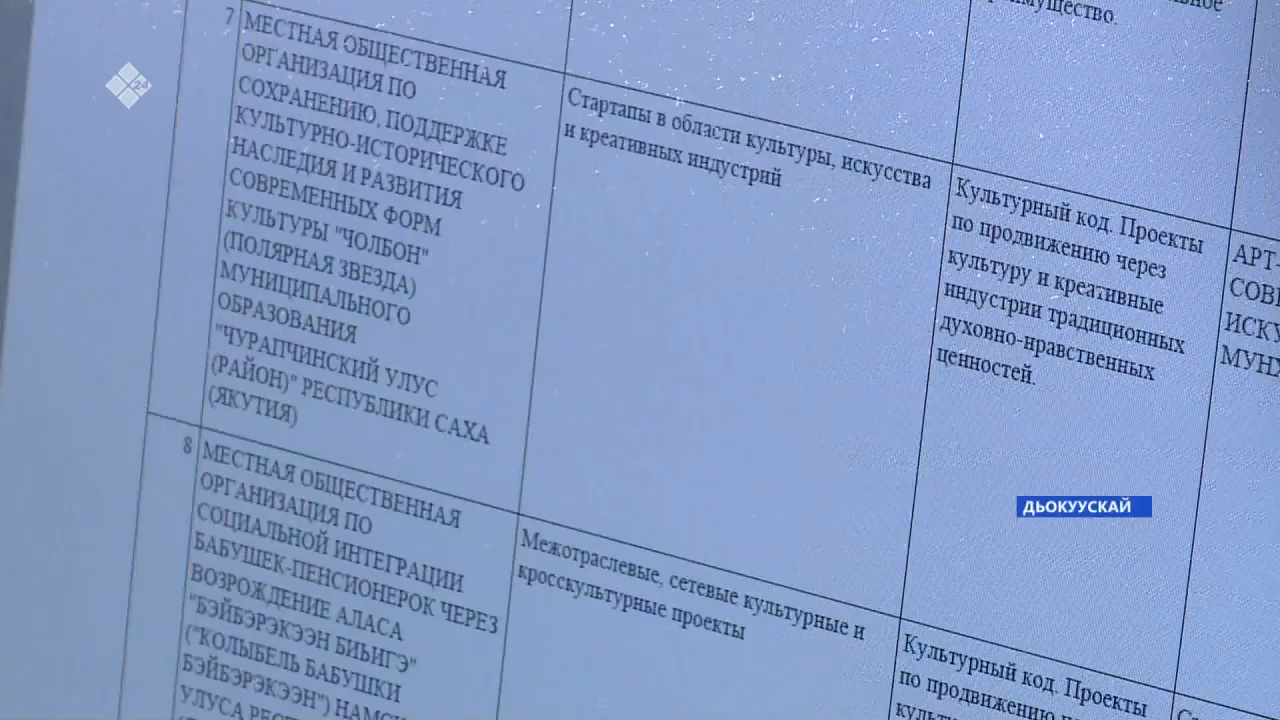 льное
имущество.
24
7
МЕСТНАЯ ОБЩЕСТВЕННАЯ
ОРГАНИЗАЦИЯ ПО
СОХРАНЕНИЮ, ПОДДЕРЖКЕ
КУЛЬТУРНО-ИСТОРИЧЕСКОГО
НАСЛЕДИЯ И РАЗВИТИЯ
СОВРЕМЕННЫХ ФОРМ
КУЛЬТУРЫ "ЧОЛБОН"
(ПОЛЯРНАЯ ЗВЕЗДА)
МУНИЦИПАЛЬНОГО
ОБРАЗОВАНИЯ
"ЧУРАПЧИНСКИЙ УЛУС
(РАЙОН)" РЕСПУБЛИКИ САХА
(ЯКУТИЯ)
Стартапы в области культуры, искусства
и креативных индустрий
Культурный код. Проекты
по продвижению через
культуру и креативные
индустрии традиционных
духовно-нравственных
ценностей.
АРТ-
СОВ
ИСКУ
МУНХ
ДЬОКУУСКАЙ
8
МЕСТНАЯ ОБЩЕСТВЕННАЯ
ОРГАНИЗАЦИЯ ПО
СОЦИАЛЬНОЙ ИНТЕГРАЦИИ
БАБУШЕК-ПЕНСИОНЕРОК ЧЕРЕЗ
ВОЗРОЖДЕНИЕ АЛАСА
"БЭЙБЭРЭКЭЭН БИЬИГЭ"
("КОЛЫБЕЛЬ БАБУШКИ
БЭЙБЭРЭКЭЭН") НАМС
УЛУСА РЕСП
Межотраслевые, сетевые культурные и
кросскультурные проекты
Культурный код. Проекты
по продвижению